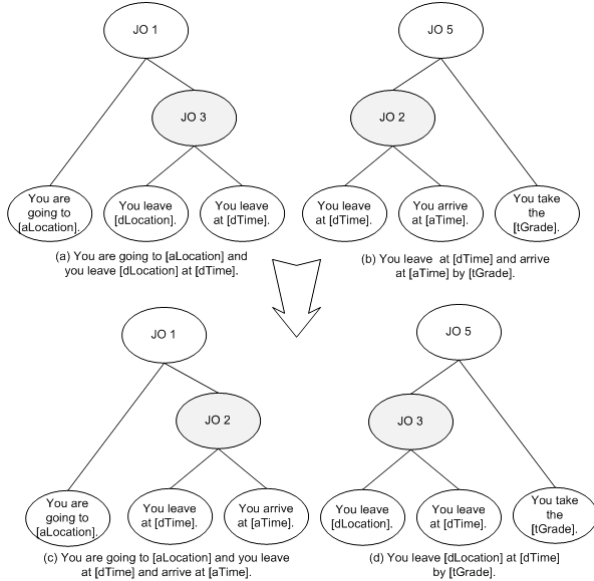 JO 1
JO 5
JO 3
JO 2
You are
going to
[aLocation].
You leave
[dLocation].
You leave
at [dTime].
You leave
at [dTime].
You arrive
at [aTime].
You take
the
[tGrade].
(a) You are going to [aLocation] and
you leave [dLocation] at [dTime].
(b) You leave at [dTime] and arrive
at [aTime] by [tGrade].
JO 1
JO 5
JO 2
JO 3
You are
going to
[aLocation].
You leave
at [dTime].
You arrive
at [aTime].
You leave
[dLocation].
You leave
at [dTime].
You take
the
[tGrade].
(c) You are going to [aLocation] and you leave
at [dTime] and arrive at [aTime].
(d) You leave [dLocation] at [dTime]
by [tGrade].